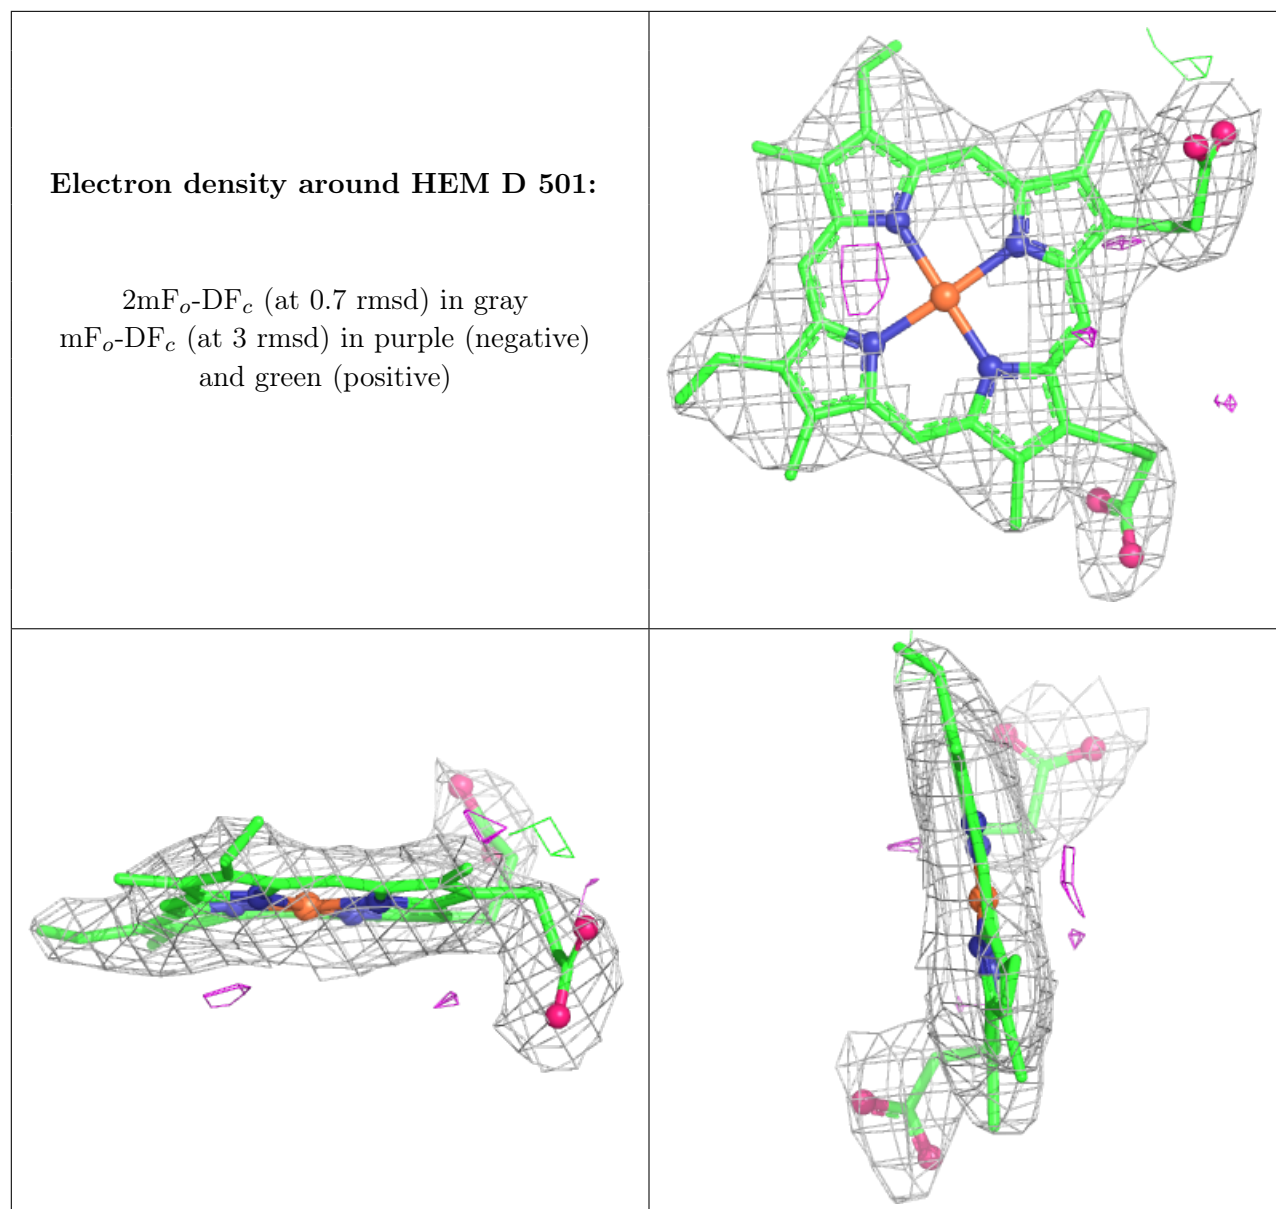 Electron density around HEM D 501:
2mFo-DFc (at 0.7 rmsd) in gray
mFo-DFc (at 3 rmsd) in purple (negative)
and green (positive)